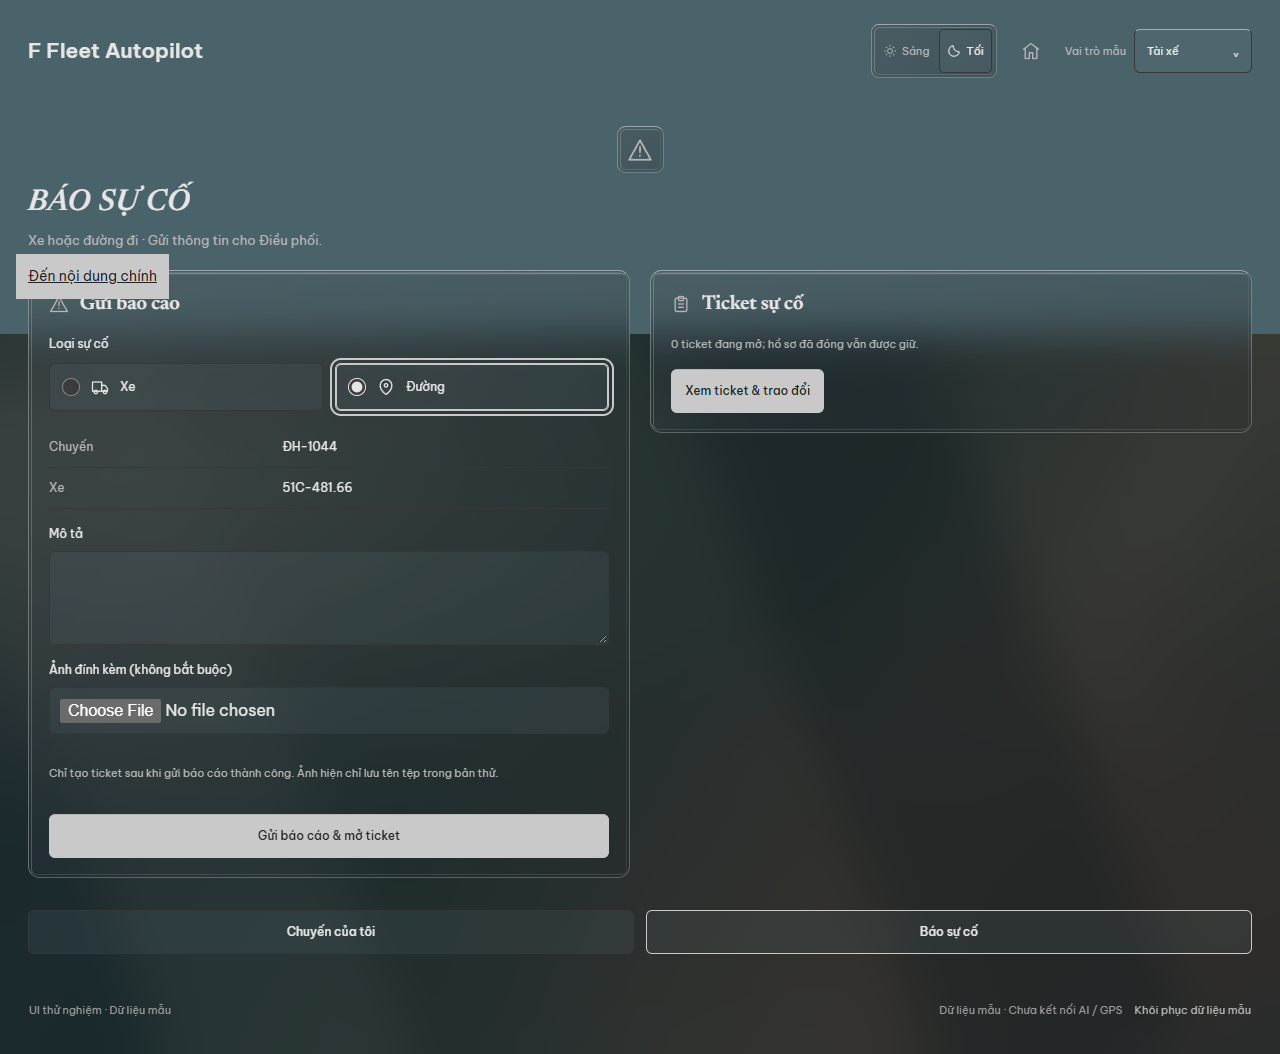 F Fleet Autopilot
Sáng
Tối
Vai trò mẫu
Tài xế
BÁO SỰ CỐ
Xe hoặc đường đi · Gửi thông tin cho Điều phối.
Đến nội dung chính
Gửi báo cáo
Loại sự cố
Xe
Đường
Chuyến
ĐH-1044
Xe
51C-481.66
Mô tả
Ảnh đính kèm (không bắt buộc)
Choose File No file chosen
Chỉ tạo ticket sau khi gửi báo cáo thành công. Ảnh hiện chỉ lưu tên tệp trong bản thử.
Gửi báo cáo & mở ticket
Ticket sự cố
0 ticket đang mở; hồ sơ đã đóng vẫn được giữ.
Xem ticket & trao đổi
Chuyến của tôi
Báo sự cố
UI thử nghiệm · Dữ liệu mẫu
Dữ liệu mẫu · Chưa kết nối AI / GPS
Khôi phục dữ liệu mẫu